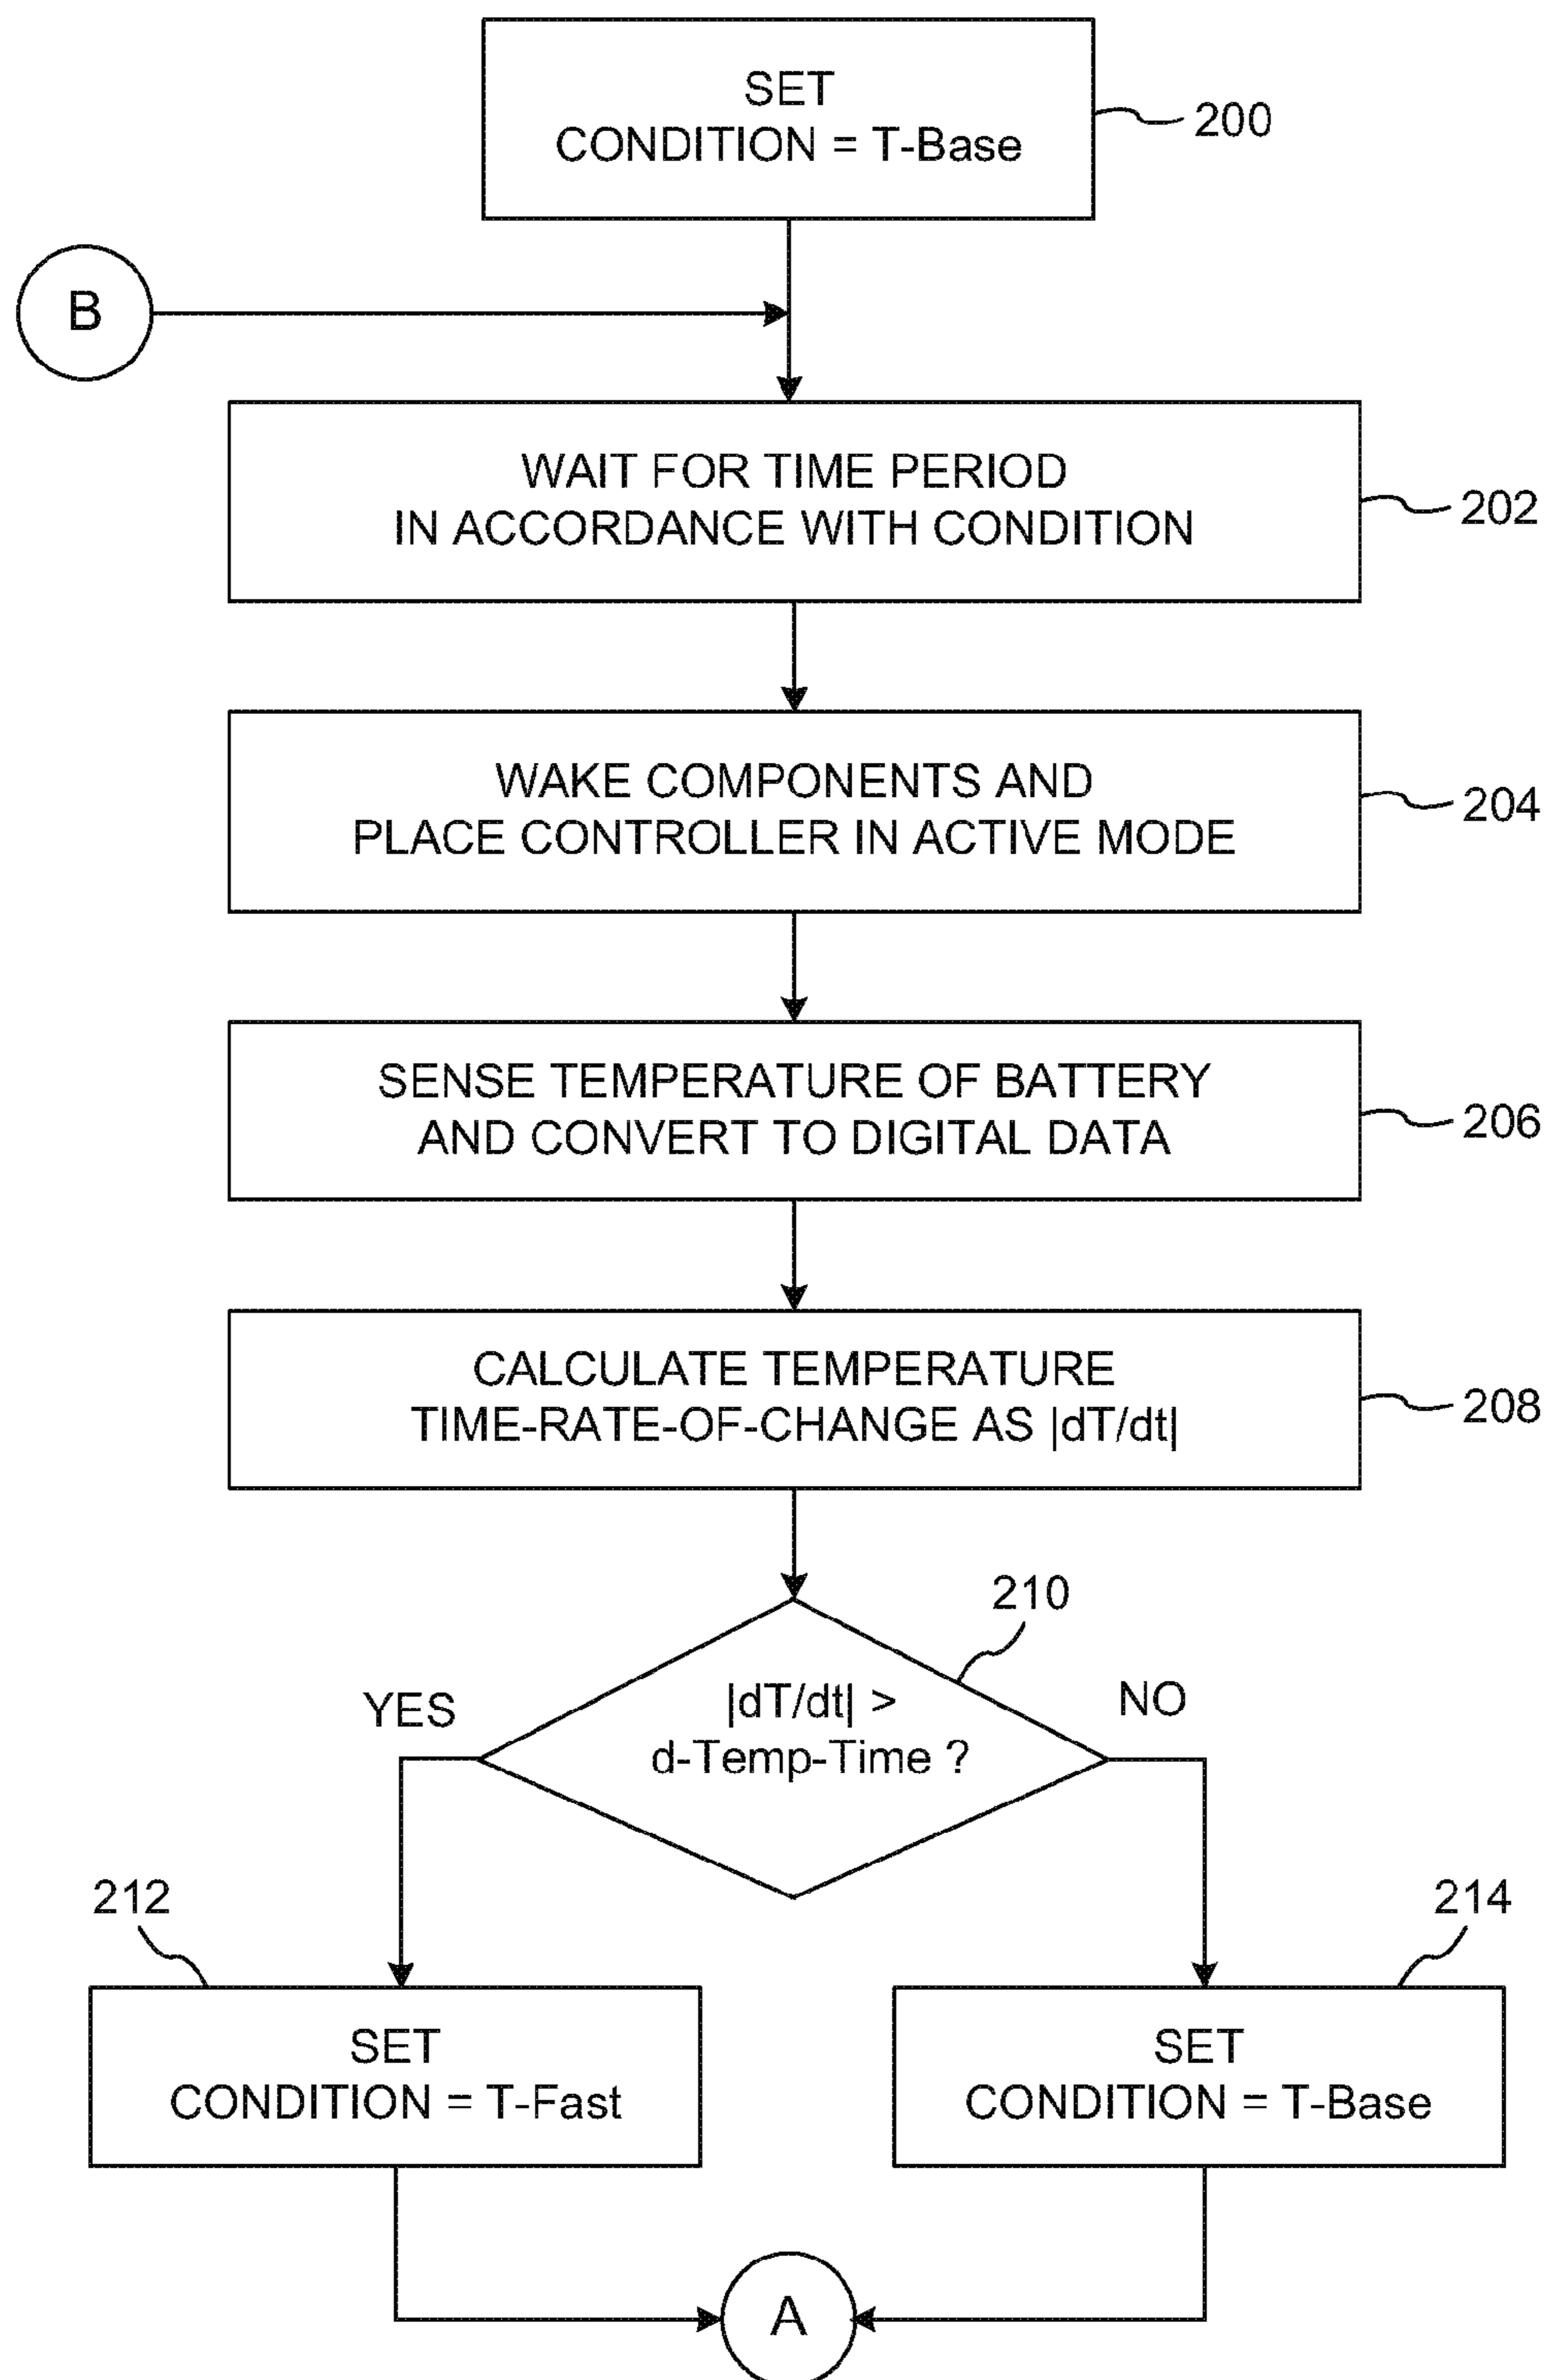 SET
CONDITION = T-Base
200
B
WAIT FOR TIME PERIOD
IN ACCORDANCE WITH CONDITION
202
WAKE COMPONENTS AND
PLACE CONTROLLER IN ACTIVE MODE
204
SENSE TEMPERATURE OF BATTERY
AND CONVERT TO DIGITAL DATA
206
CALCULATE TEMPERATURE
TIME-RATE-OF-CHANGE AS |dT/dt|
208
210
YES
|dT/dt| >
d-Temp-Time ?
NO
212
SET
CONDITION = T-Fast
214
SET
CONDITION = T-Base
A